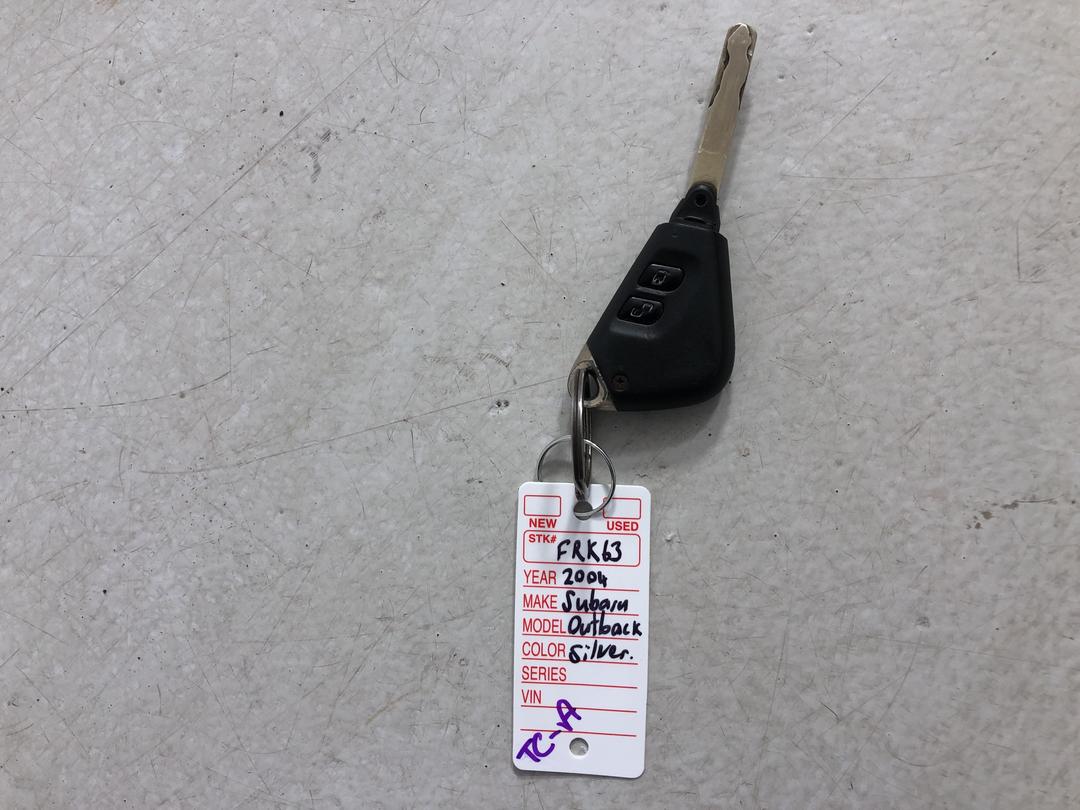 NEW USED
STK# FRK63
YEAR 2004
MAKE Subaru
MODEL Outback
COLOR Silver.
SERIES
VIN
TC-A